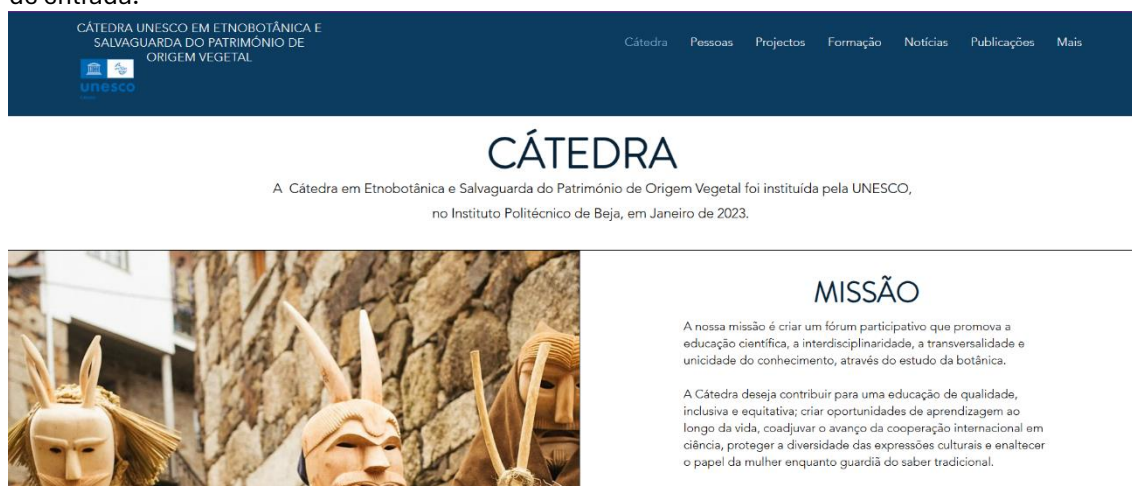 de entrada.
CÁTEDRA UNESCO EM ETNOBOTÂNICA E
SALVAGUARDA DO PATRIMÓNIO DE
ORIGEM VEGETAL
unesco
Cátedra Pessoas Projectos Formação Notícias Publicações Mais
CÁTEDRA
A Cátedra em Etnobotânica e Salvaguarda do Património de Origem Vegetal foi instituída pela UNESCO,
no Instituto Politécnico de Beja, em Janeiro de 2023.
MISSÃO
A nossa missão é criar um fórum participativo que promova a
educação científica, a interdisciplinaridade, a transversalidade e
unicidade do conhecimento, através do estudo da botânica.
A Cátedra deseja contribuir para uma educação de qualidade,
inclusiva e equitativa; criar oportunidades de aprendizagem ao
longo da vida, coadjuvar o avanço da cooperação internacional em
ciência, proteger a diversidade das expressões culturais e enaltecer
o papel da mulher enquanto guardiã do saber tradicional.